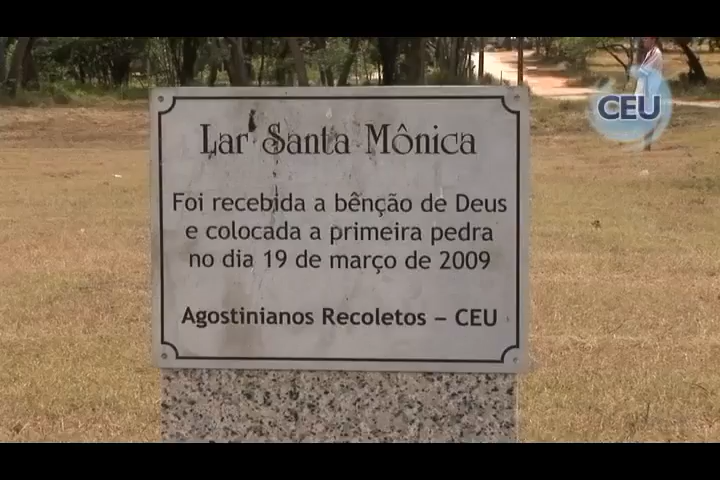 CEU
Lar Santa Mônica
Foi recebida a bênção de Deus
e colocada a primeira pedra
no dia 19 de março de 2009
Agostinianos Recoletos – CEU